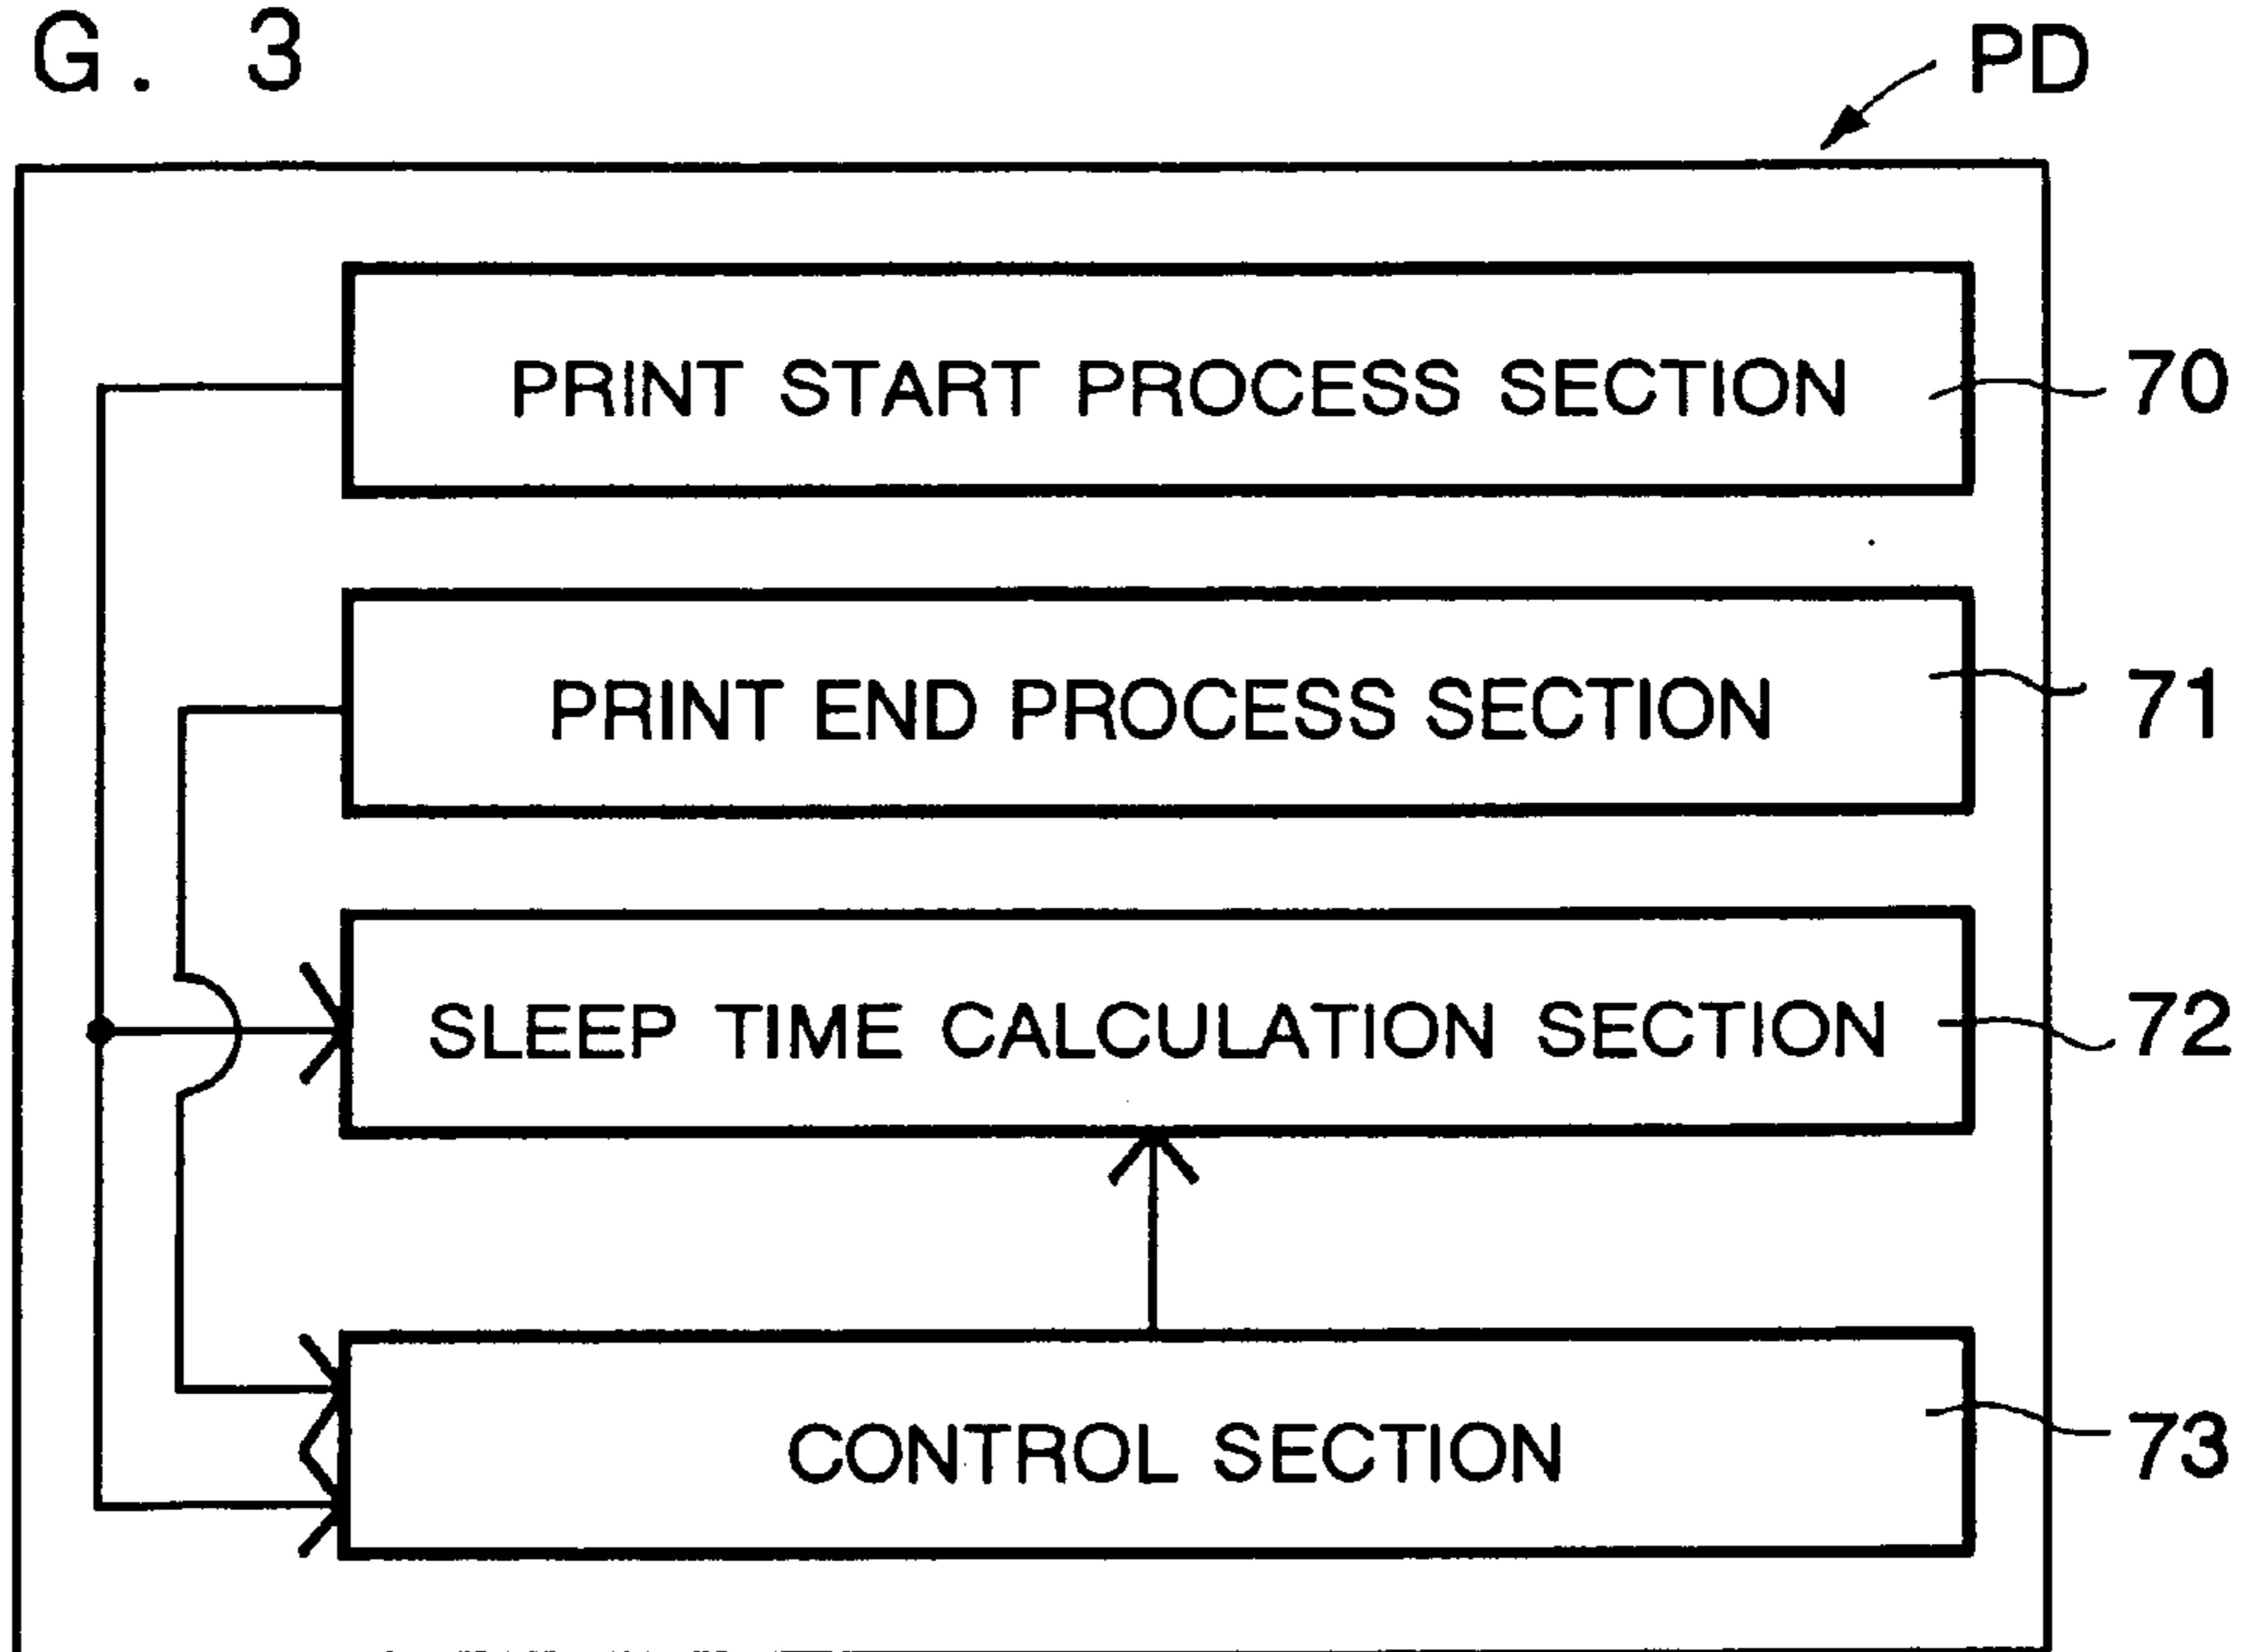 G. 3
PD
PRINT START PROCESS SECTION
70
PRINT END PROCESS SECTION
71
SLEEP TIME CALCULATION SECTION
72
CONTROL SECTION
73